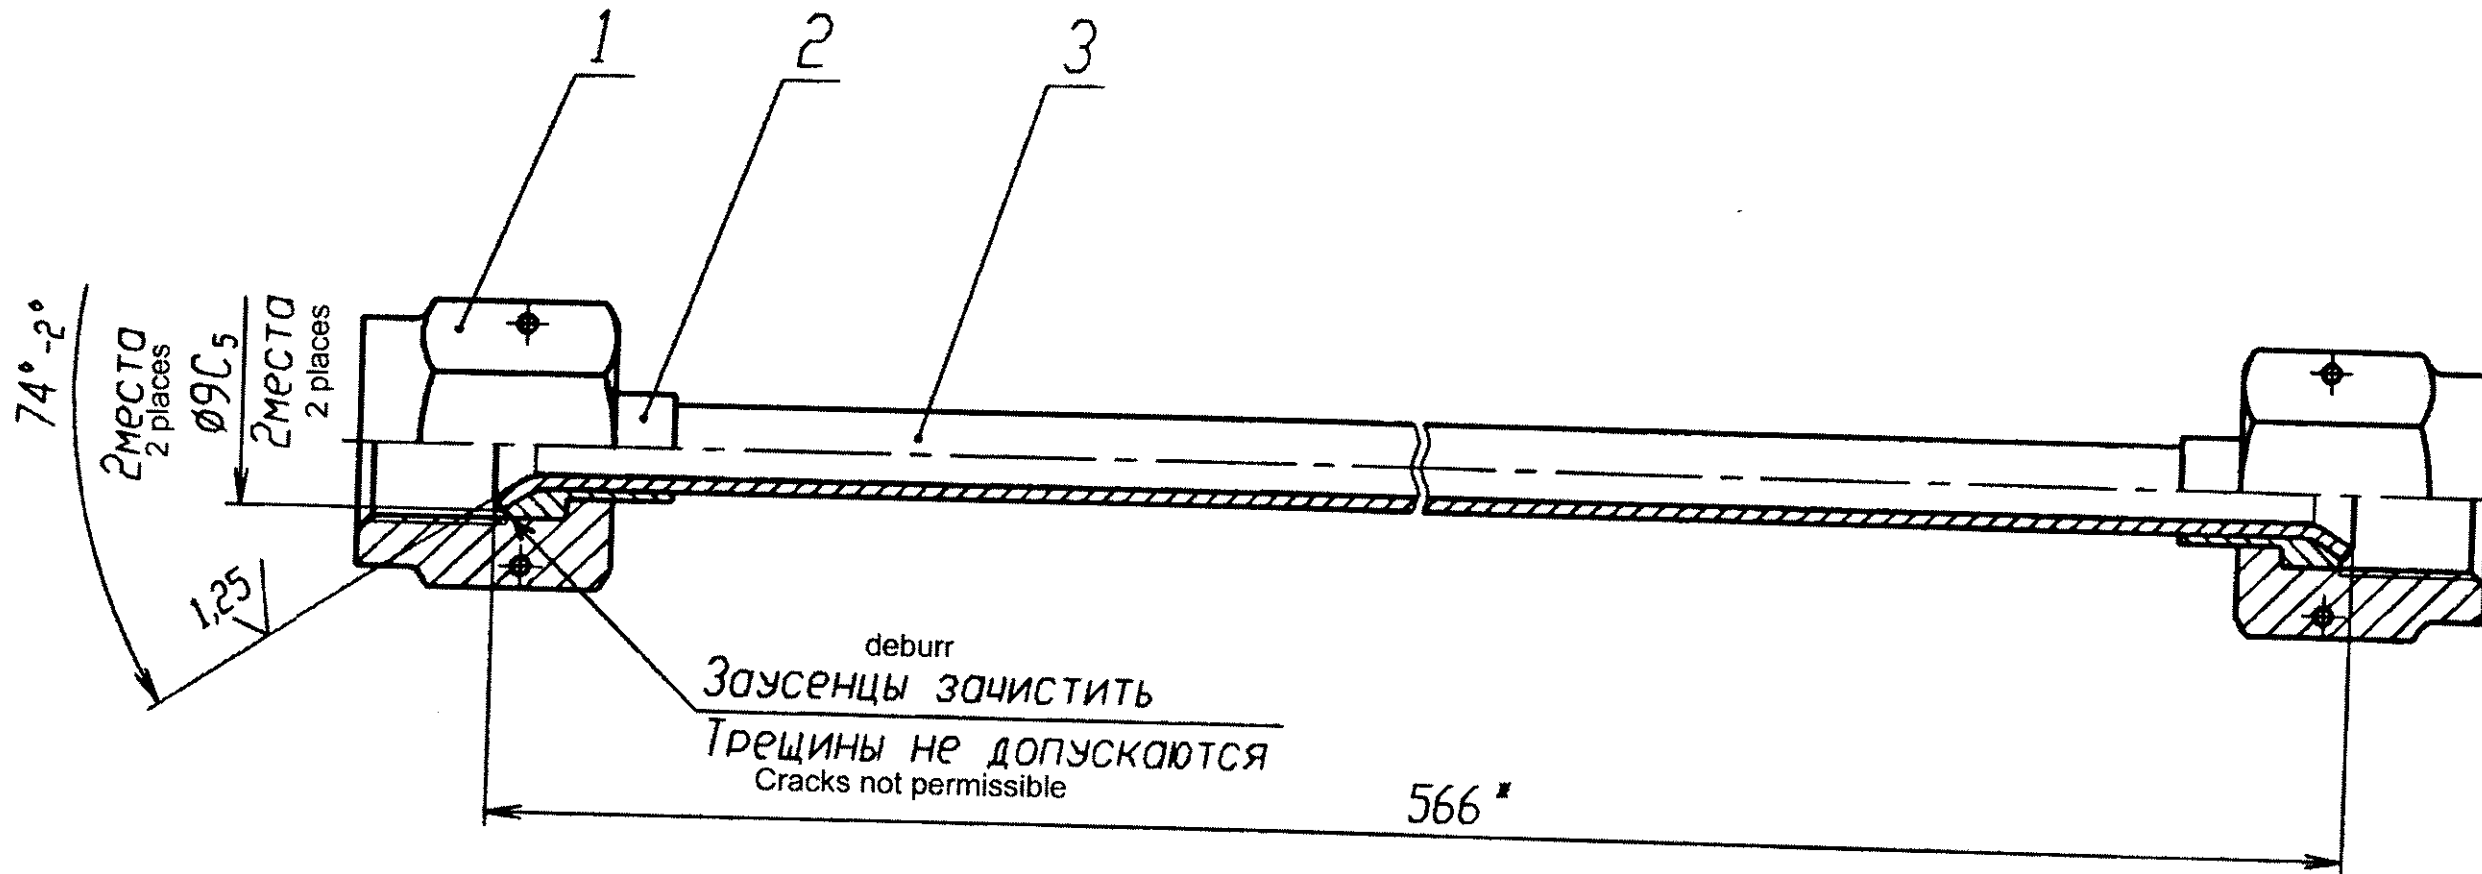 1
2
3
74°-2°
2места
2 places
Ø9C5
2места
2 places
1,25
deburr
Заусенцы зачистить
Трещины не допускаются
Cracks not permissible
566*